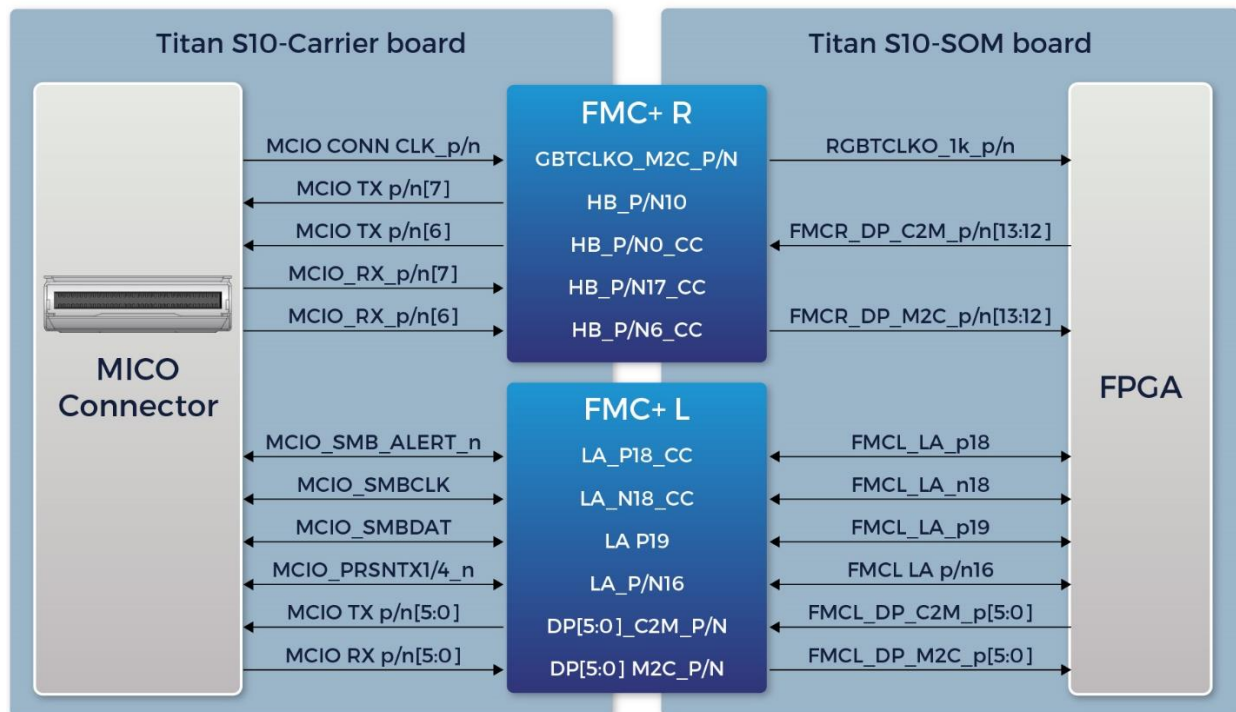 Titan S10-Carrier board
Titan S10-SOM board
FMC+ R
MCIO CONN CLK_p/n
GBTCLKO_M2C_P/N
RGBTCLKO_1k_p/n
MCIO TX p/n[7]
HB_P/N10
MCIO TX p/n[6]
HB_P/N0_CC
FMCR_DP_C2M_p/n[13:12]
MCIO_RX_p/n[7]
HB_P/N17_CC
MCIO_RX_p/n[6]
HB_P/N6_CC
FMCR_DP_M2C_p/n[13:12]
MICO
Connector
FPGA
FMC+ L
MCIO_SMB_ALERT_n
LA_P18_CC
FMCL_LA_p18
MCIO_SMBCLK
LA_N18_CC
FMCL_LA_n18
MCIO_SMBDAT
LA P19
FMCL_LA_p19
MCIO_PRSNTX1/4_n
LA_P/N16
FMCL LA p/n16
MCIO TX p/n[5:0]
DP[5:0]_C2M_P/N
FMCL_DP_C2M_p[5:0]
MCIO RX p/n[5:0]
DP[5:0] M2C_P/N
FMCL_DP_M2C_p[5:0]